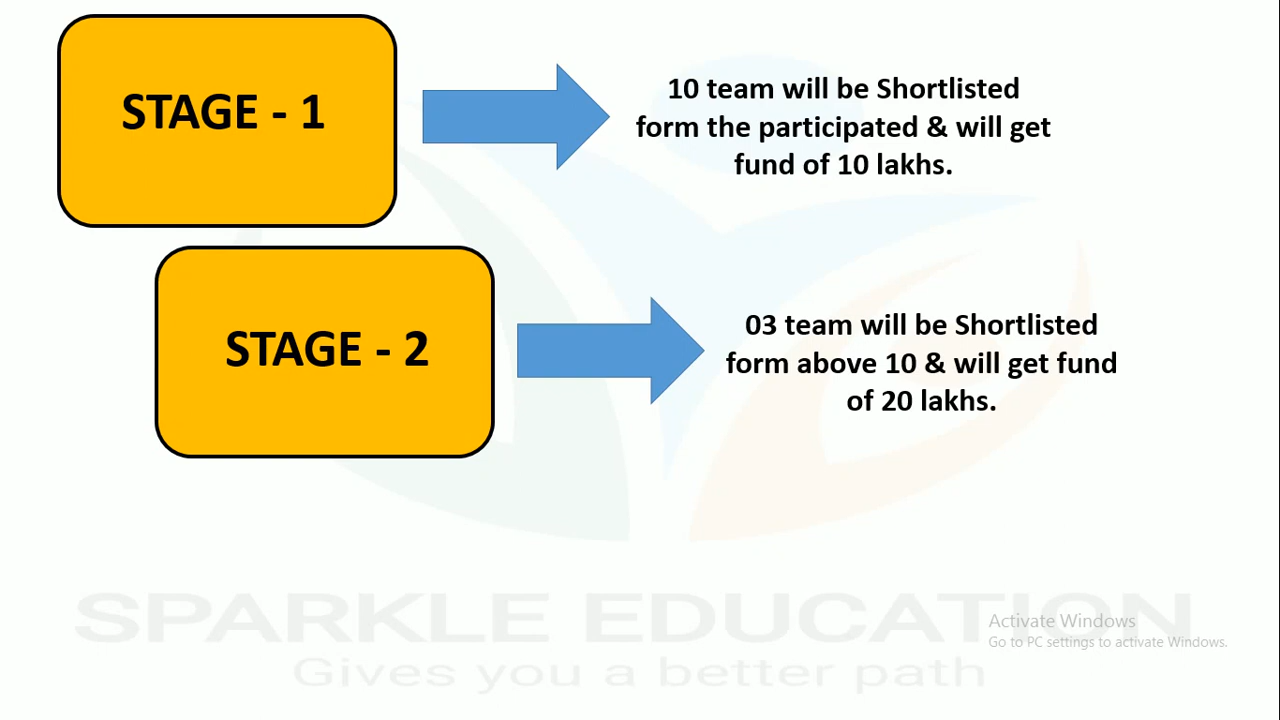 STAGE - 1
10 team will be Shortlisted
form the participated & will get
fund of 10 lakhs.
STAGE - 2
03 team will be Shortlisted
form above 10 & will get fund
of 20 lakhs.
SPARKLE EDUCATION
Gives you a better path
Activate Windows
Go to PC settings to activate Windows.